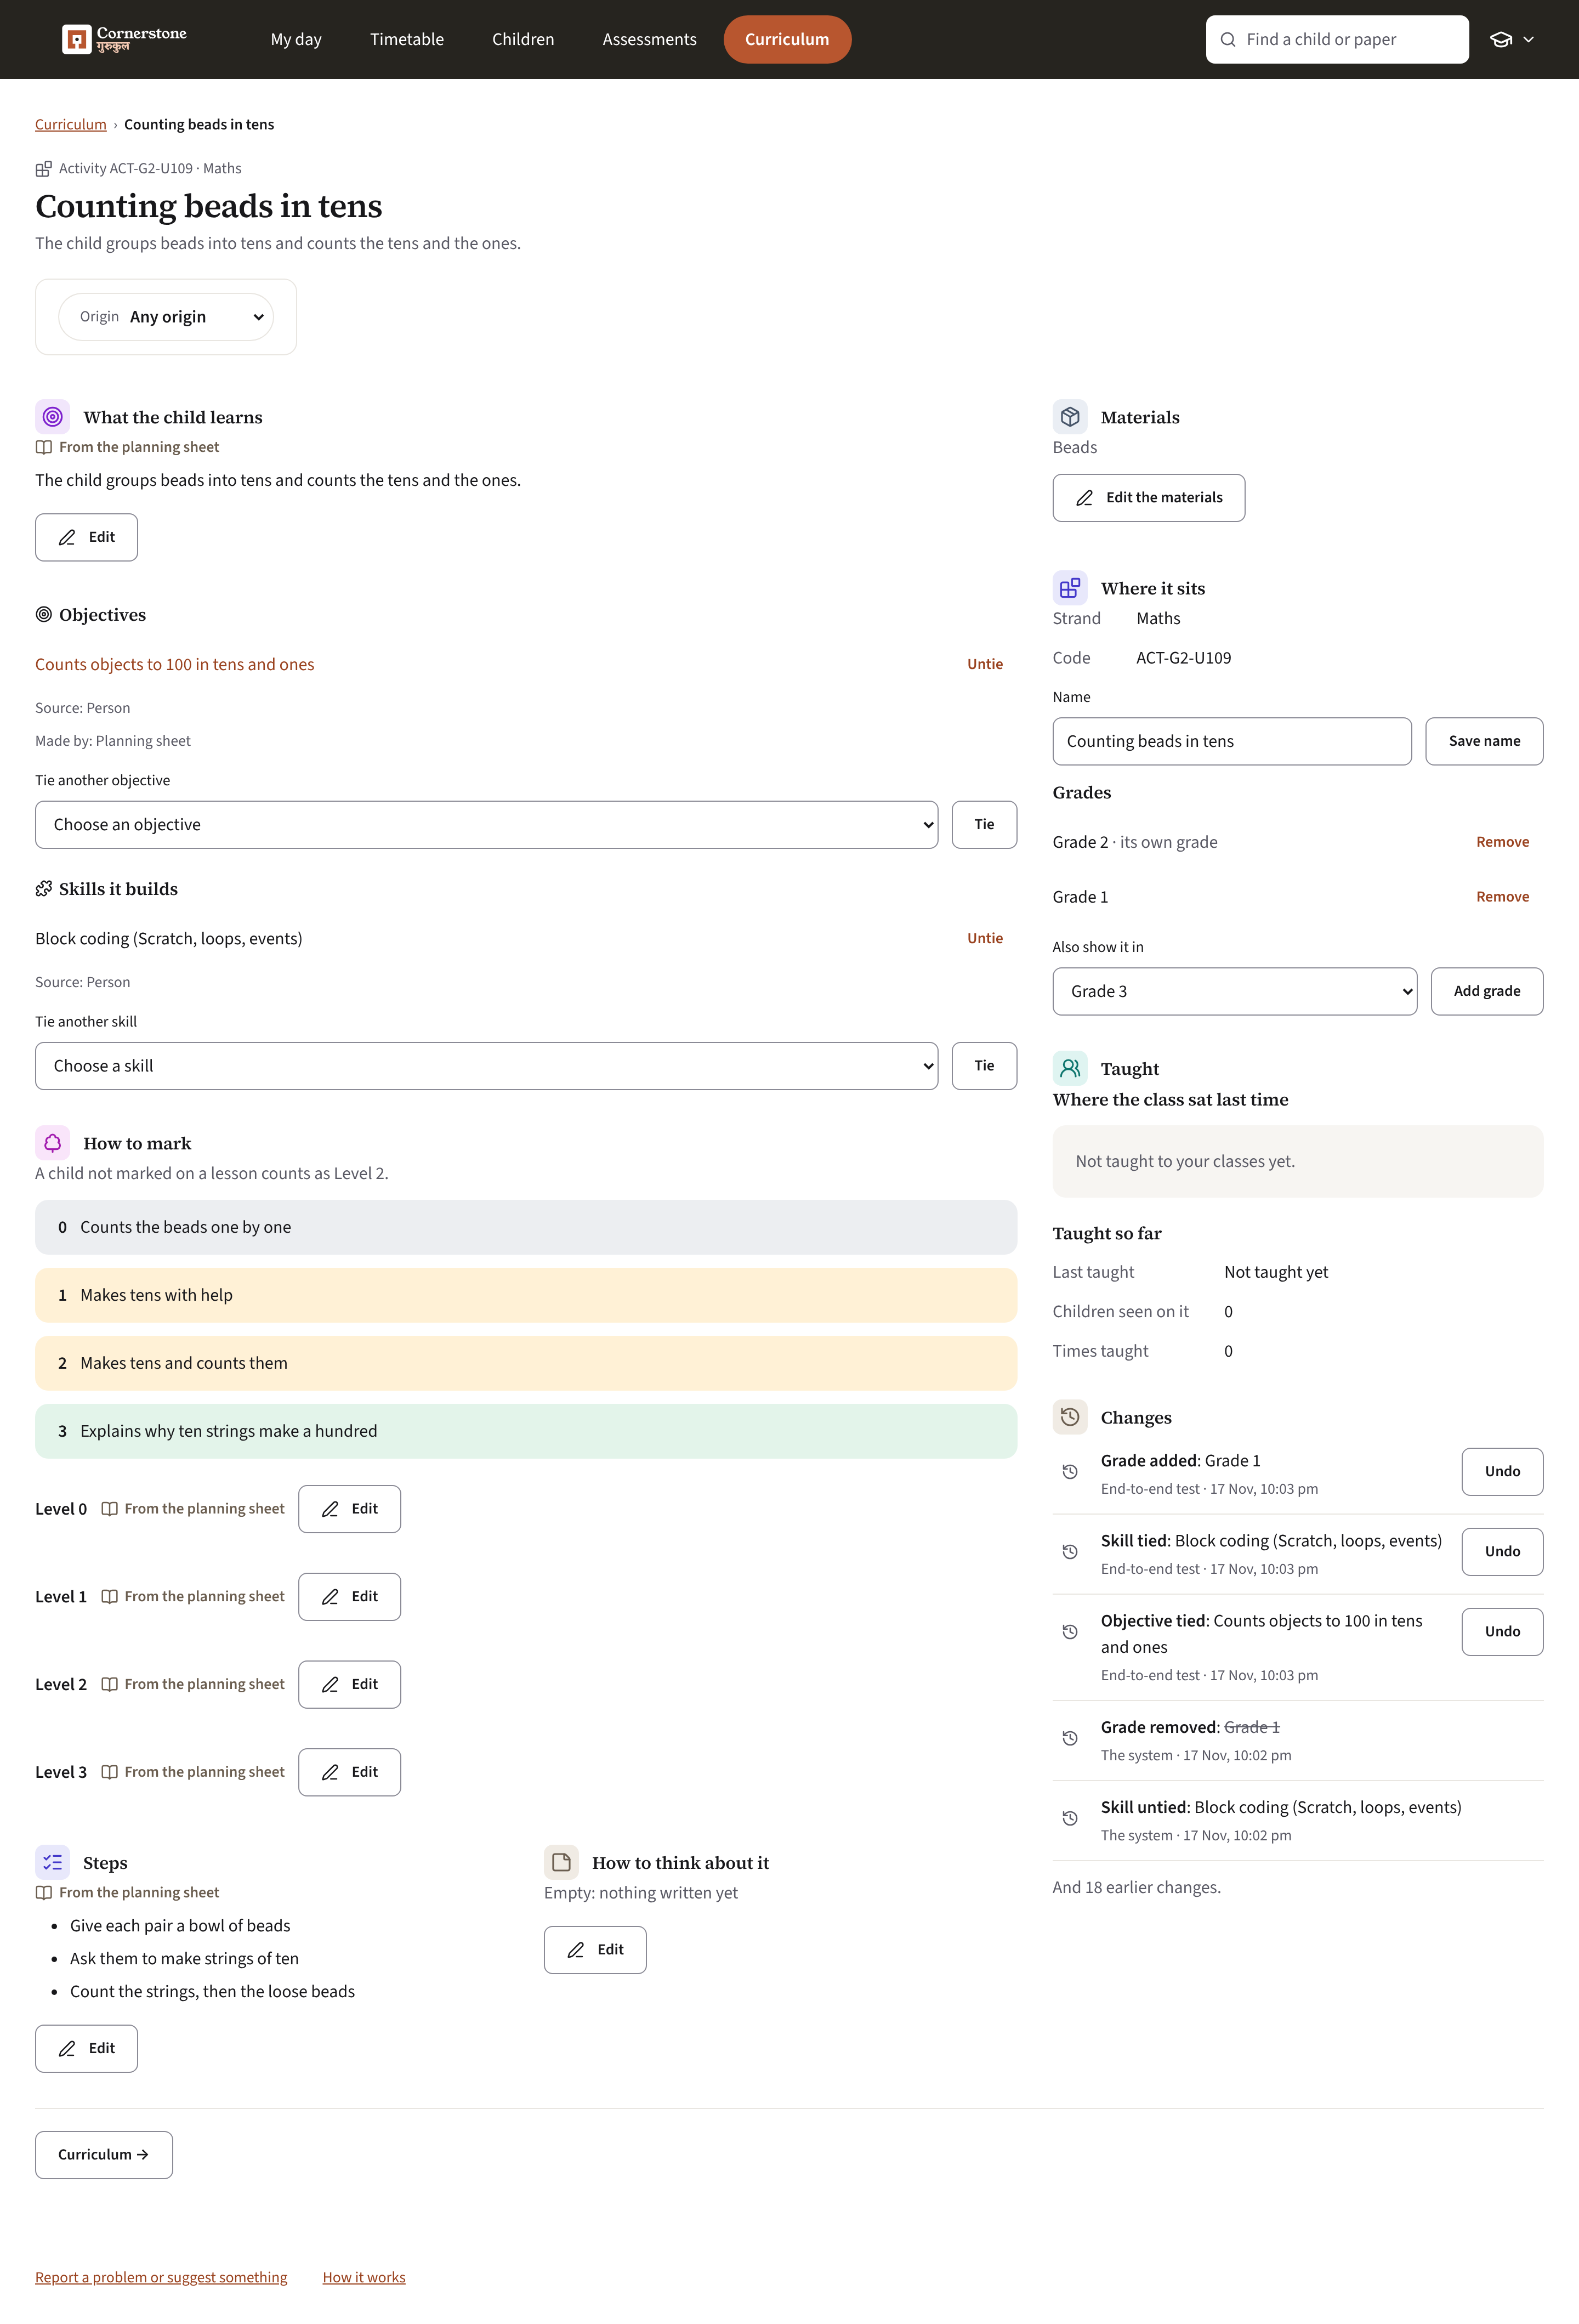 Cornerstone
गुरुकुल
My day
Timetable
Children
Assessments
Curriculum
Find a child or paper
Curriculum › Counting beads in tens
Activity ACT-G2-U109 · Maths
Counting beads in tens
The child groups beads into tens and counts the tens and the ones.
Origin Any origin
What the child learns
From the planning sheet
The child groups beads into tens and counts the tens and the ones.
Edit
Objectives
Counts objects to 100 in tens and ones
Untie
Source: Person
Made by: Planning sheet
Tie another objective
Choose an objective
Tie
Skills it builds
Block coding (Scratch, loops, events)
Untie
Source: Person
Tie another skill
Choose a skill
Tie
How to mark
A child not marked on a lesson counts as Level 2.
0 Counts the beads one by one
1 Makes tens with help
2 Makes tens and counts them
3 Explains why ten strings make a hundred
Level 0 From the planning sheet Edit
Level 1 From the planning sheet Edit
Level 2 From the planning sheet Edit
Level 3 From the planning sheet Edit
Steps
From the planning sheet
• Give each pair a bowl of beads
• Ask them to make strings of ten
• Count the strings, then the loose beads
Edit
How to think about it
Empty: nothing written yet
Edit
Materials
Beads
Edit the materials
Where it sits
Strand Maths
Code ACT-G2-U109
Name
Counting beads in tens
Save name
Grades
Grade 2 · its own grade
Remove
Grade 1
Remove
Also show it in
Grade 3
Add grade
Taught
Where the class sat last time
Not taught to your classes yet.
Taught so far
Last taught Not taught yet
Children seen on it 0
Times taught 0
Changes
Grade added: Grade 1
End-to-end test · 17 Nov, 10:03 pm
Undo
Skill tied: Block coding (Scratch, loops, events)
End-to-end test · 17 Nov, 10:03 pm
Undo
Objective tied: Counts objects to 100 in tens
and ones
End-to-end test · 17 Nov, 10:03 pm
Undo
Grade removed: Grade 1
The system · 17 Nov, 10:02 pm
Skill untied: Block coding (Scratch, loops, events)
The system · 17 Nov, 10:02 pm
And 18 earlier changes.
Curriculum →
Report a problem or suggest something
How it works